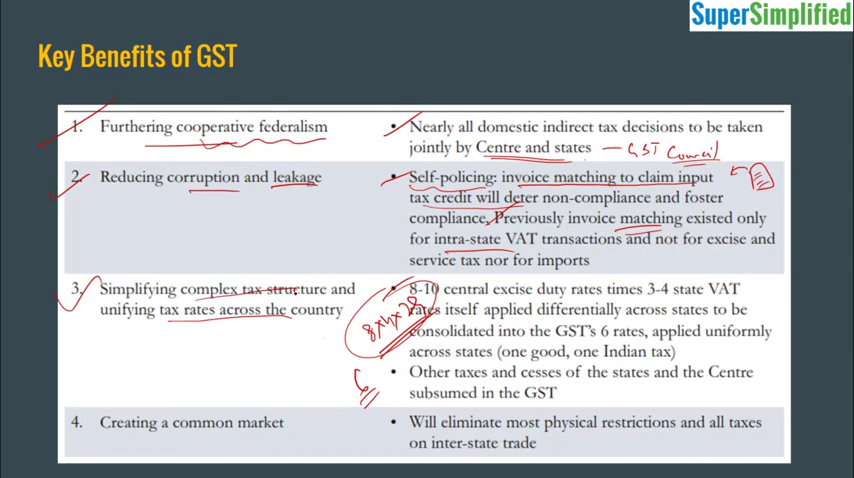 SuperSimplified
Key Benefits of GST
1. Furthering cooperative federalism
• Nearly all domestic indirect tax decisions to be taken
jointly by Centre and states — GST Council
2. Reducing corruption and leakage
• Self-policing: invoice matching to claim input
tax credit will deter non-compliance and foster
compliance. Previously invoice matching existed only
for intra-state VAT transactions and not for excise and
service tax nor for imports
3. Simplifying complex tax structure and
unifying tax rates across the country
• 8-10 central excise duty rates times 3-4 state VAT
rates itself applied differentially across states to be
consolidated into the GST's 6 rates, applied uniformly
across states (one good, one Indian tax)
8×4×28
• Other taxes and cesses of the states and the Centre
subsumed in the GST
6
4. Creating a common market
• Will eliminate most physical restrictions and all taxes
on inter-state trade